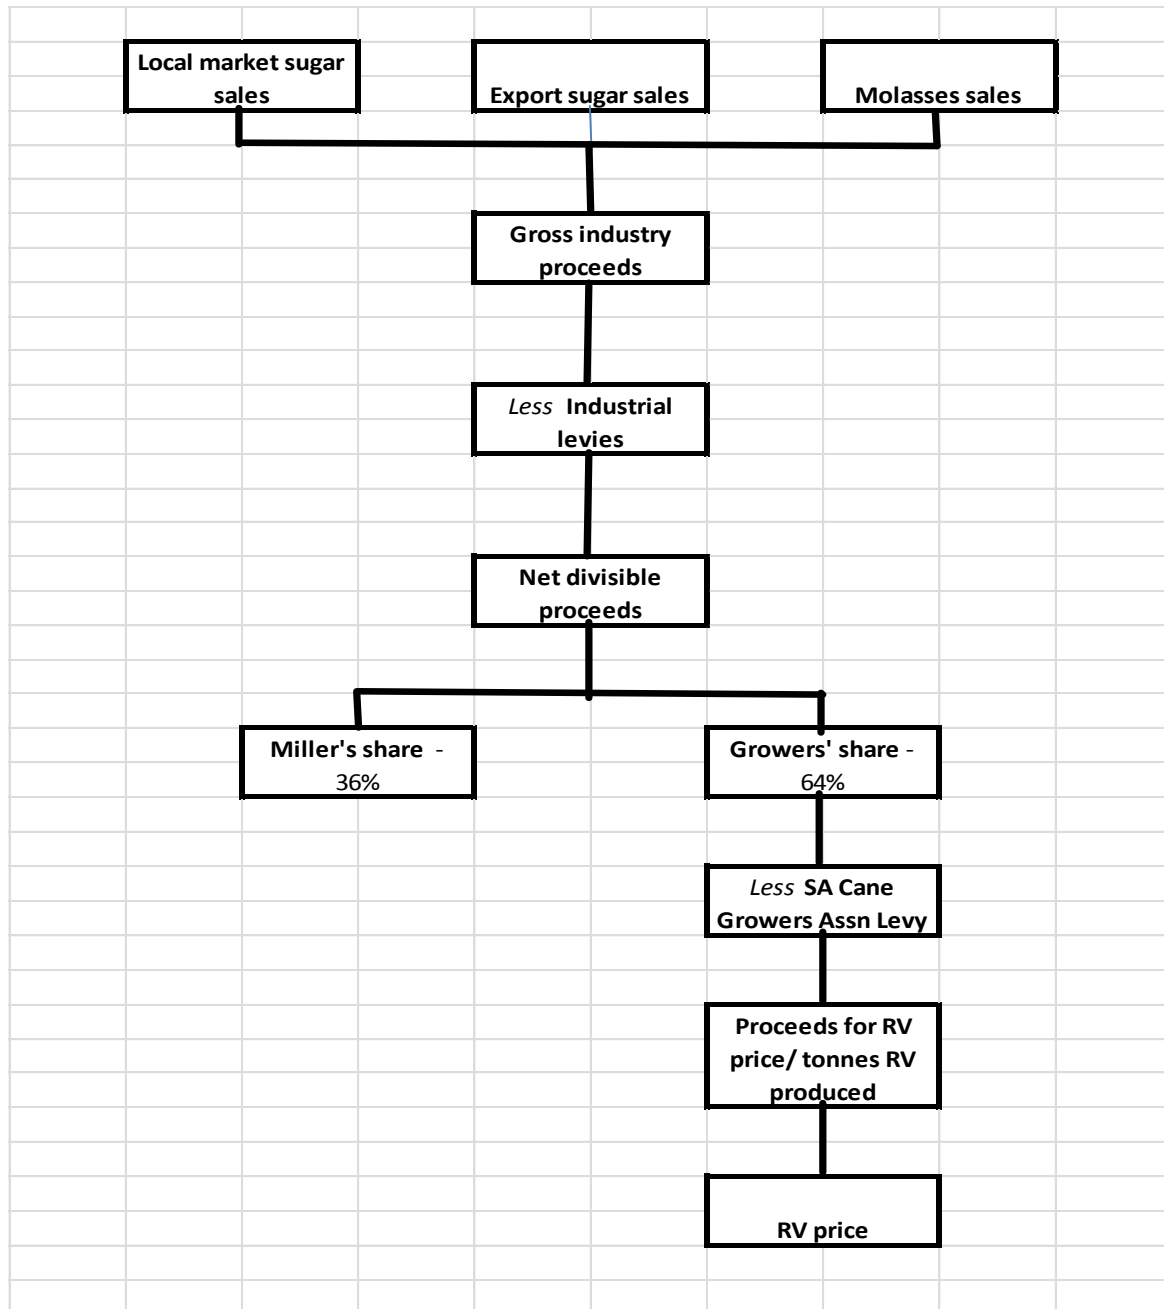 Local market sugar
sales
Export sugar sales
Molasses sales
Gross industry
proceeds
Less Industrial
levies
Net divisible
proceeds
Miller's share -
36%
Growers' share -
64%
Less SA Cane
Growers Assn Levy
Proceeds for RV
price/ tonnes RV
produced
RV price